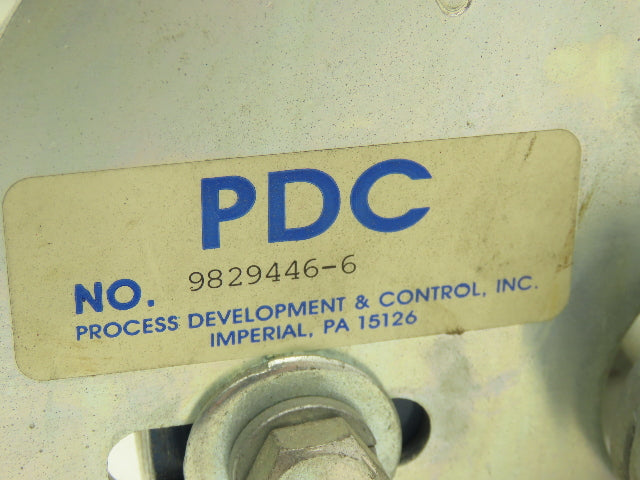 PDC
NO. 9829446-6
PROCESS DEVELOPMENT & CONTROL, INC.
IMPERIAL, PA 15126